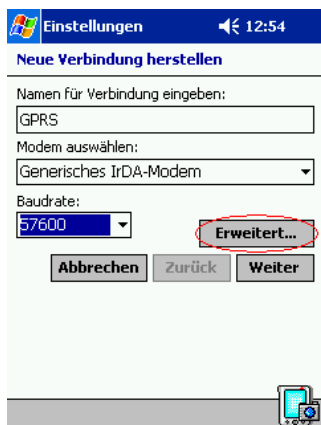 Einstellungen 12:54
Neue Verbindung herstellen
Namen für Verbindung eingeben:
GPRS
Modem auswählen:
Generisches IrDA-Modem
Baudrate:
57600
Erweitert...
Abbrechen Zurück Weiter